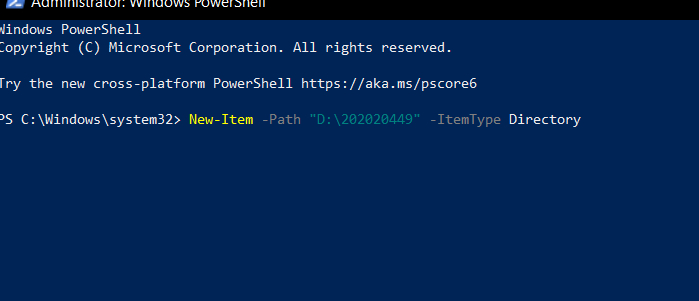 Administrator: Windows PowerShell
Windows PowerShell
Copyright (C) Microsoft Corporation. All rights reserved.
Try the new cross-platform PowerShell https://aka.ms/pscore6
PS C:\Windows\system32> New-Item -Path "D:\202020449" -ItemType Directory